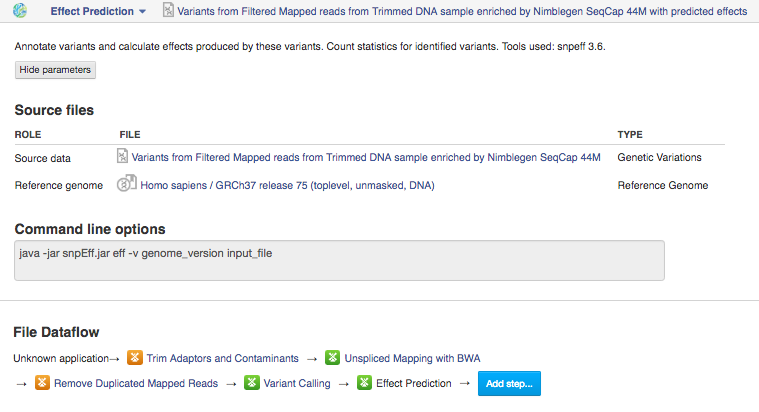 Effect Prediction Variants from Filtered Mapped reads from Trimmed DNA sample enriched by Nimblegen SeqCap 44M with predicted effects
Annotate variants and calculate effects produced by these variants. Count statistics for identified variants. Tools used: snpeff 3.6.
Hide parameters
Source files
ROLE FILE TYPE
Source data Variants from Filtered Mapped reads from Trimmed DNA sample enriched by Nimblegen SeqCap 44M Genetic Variations
Reference genome Homo sapiens / GRCh37 release 75 (toplevel, unmasked, DNA) Reference Genome
Command line options
java -jar snpEff.jar eff -v genome_version input_file
File Dataflow
Unknown application→ Trim Adaptors and Contaminants → Unspliced Mapping with BWA
→ Remove Duplicated Mapped Reads → Variant Calling → Effect Prediction → Add step...